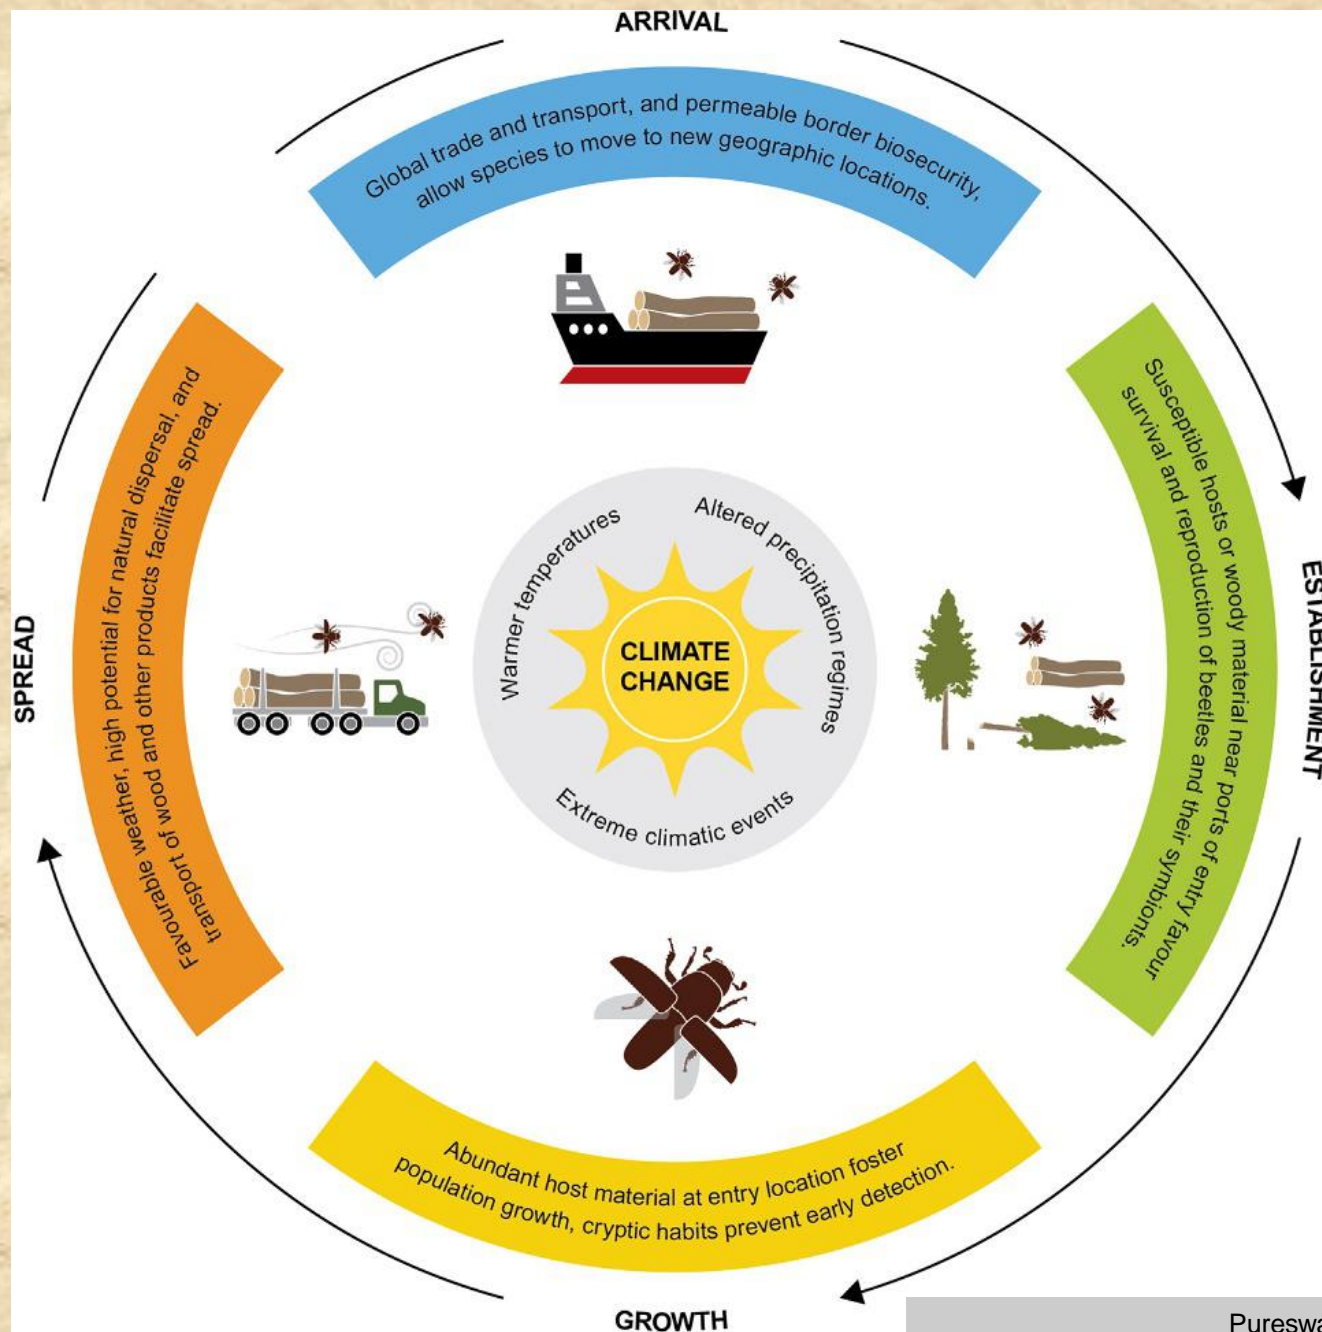 ARRIVAL
Global trade and transport, and permeable border biosecurity,
allow species to move to new geographic locations.
Susceptible hosts or woody material near ports of entry favour
survival and reproduction of beetles and their symbionts.
ESTABLISHMENT
Abundant host material at entry location foster
population growth, cryptic habits prevent early detection.
GROWTH
Favourable weather, high potential for natural dispersal, and
transport of wood and other products facilitate spread.
SPREAD
Warmer temperatures
Altered precipitation regimes
Extreme climatic events
CLIMATE
CHANGE